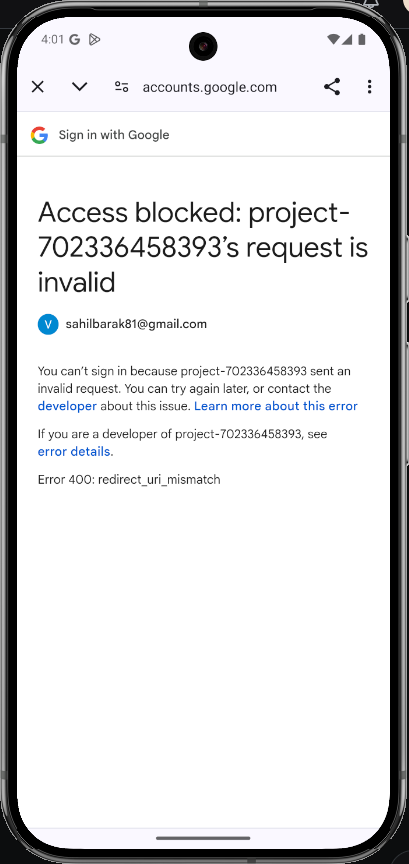 4:01 G
accounts.google.com
G Sign in with Google
Access blocked: project-
702336458393’s request is
invalid
V sahilbarak81@gmail.com
You can’t sign in because project-702336458393 sent an
invalid request. You can try again later, or contact the
developer about this issue. Learn more about this error
If you are a developer of project-702336458393, see
error details.
Error 400: redirect_uri_mismatch